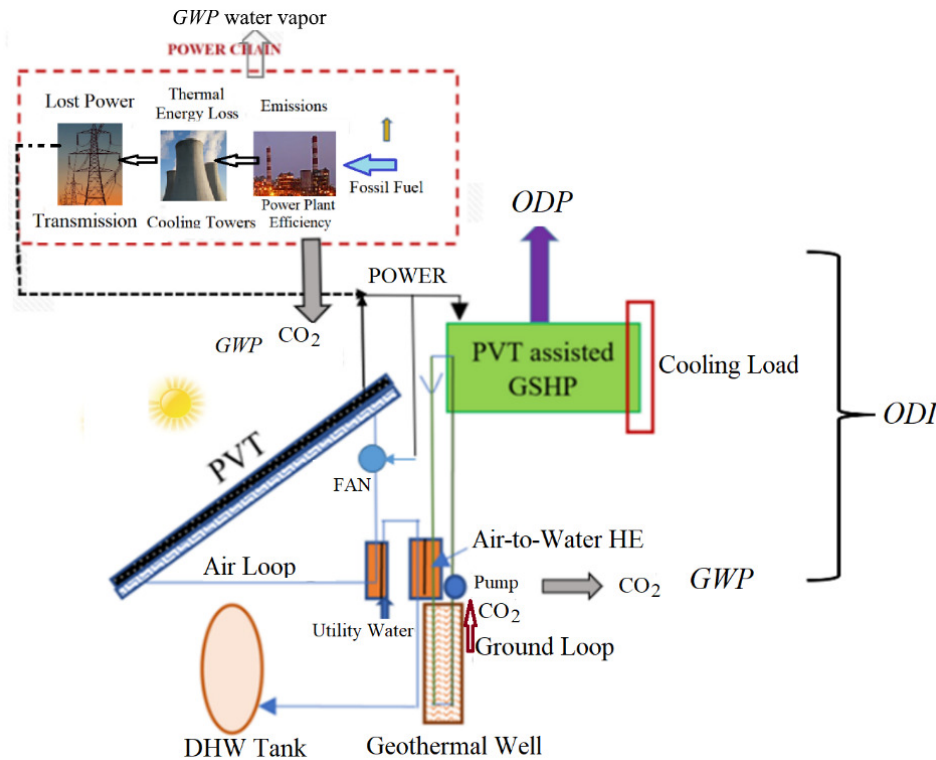 GWP water vapor
POWER CHAIN
Lost Power
Thermal
Energy Loss
Emissions
Fossil Fuel
Transmission
Cooling Towers
Power Plant
Efficiency
ODP
POWER
GWP
CO2
PVT assisted
GSHP
Cooling Load
ODI
PVT
FAN
Air-to-Water HE
Air Loop
Pump
CO2
GWP
CO2
Utility Water
Ground Loop
DHW Tank
Geothermal Well